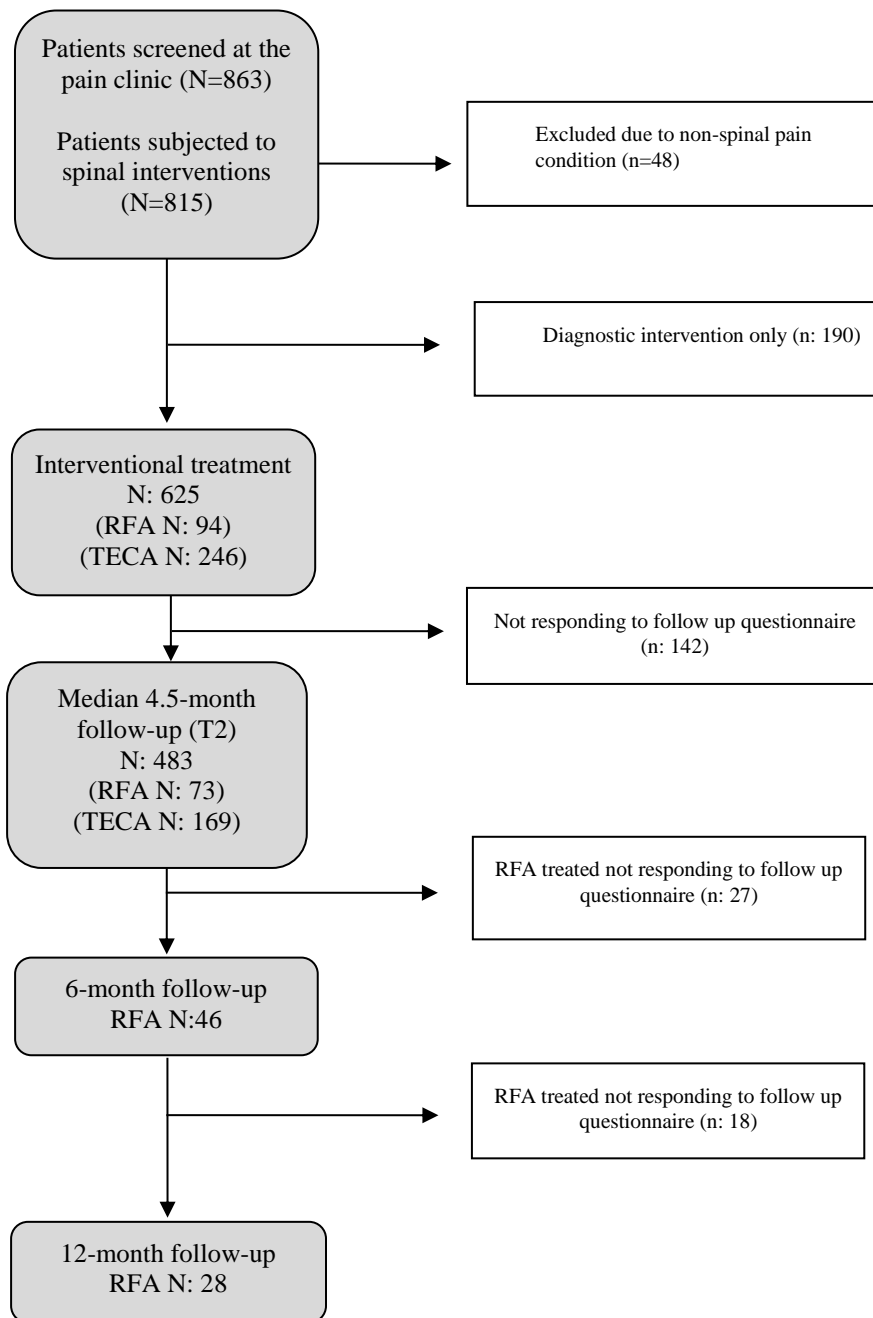 Patients screened at the
pain clinic (N=863)
Patients subjected to
spinal interventions
(N=815)
Excluded due to non-spinal pain
condition (n=48)
Diagnostic intervention only (n: 190)
Interventional treatment
N: 625
(RFA N: 94)
(TECA N: 246)
Not responding to follow up questionnaire
(n: 142)
Median 4.5-month
follow-up (T2)
N: 483
(RFA N: 73)
(TECA N: 169)
RFA treated not responding to follow up
questionnaire (n: 27)
6-month follow-up
RFA N:46
RFA treated not responding to follow up
questionnaire (n: 18)
12-month follow-up
RFA N: 28